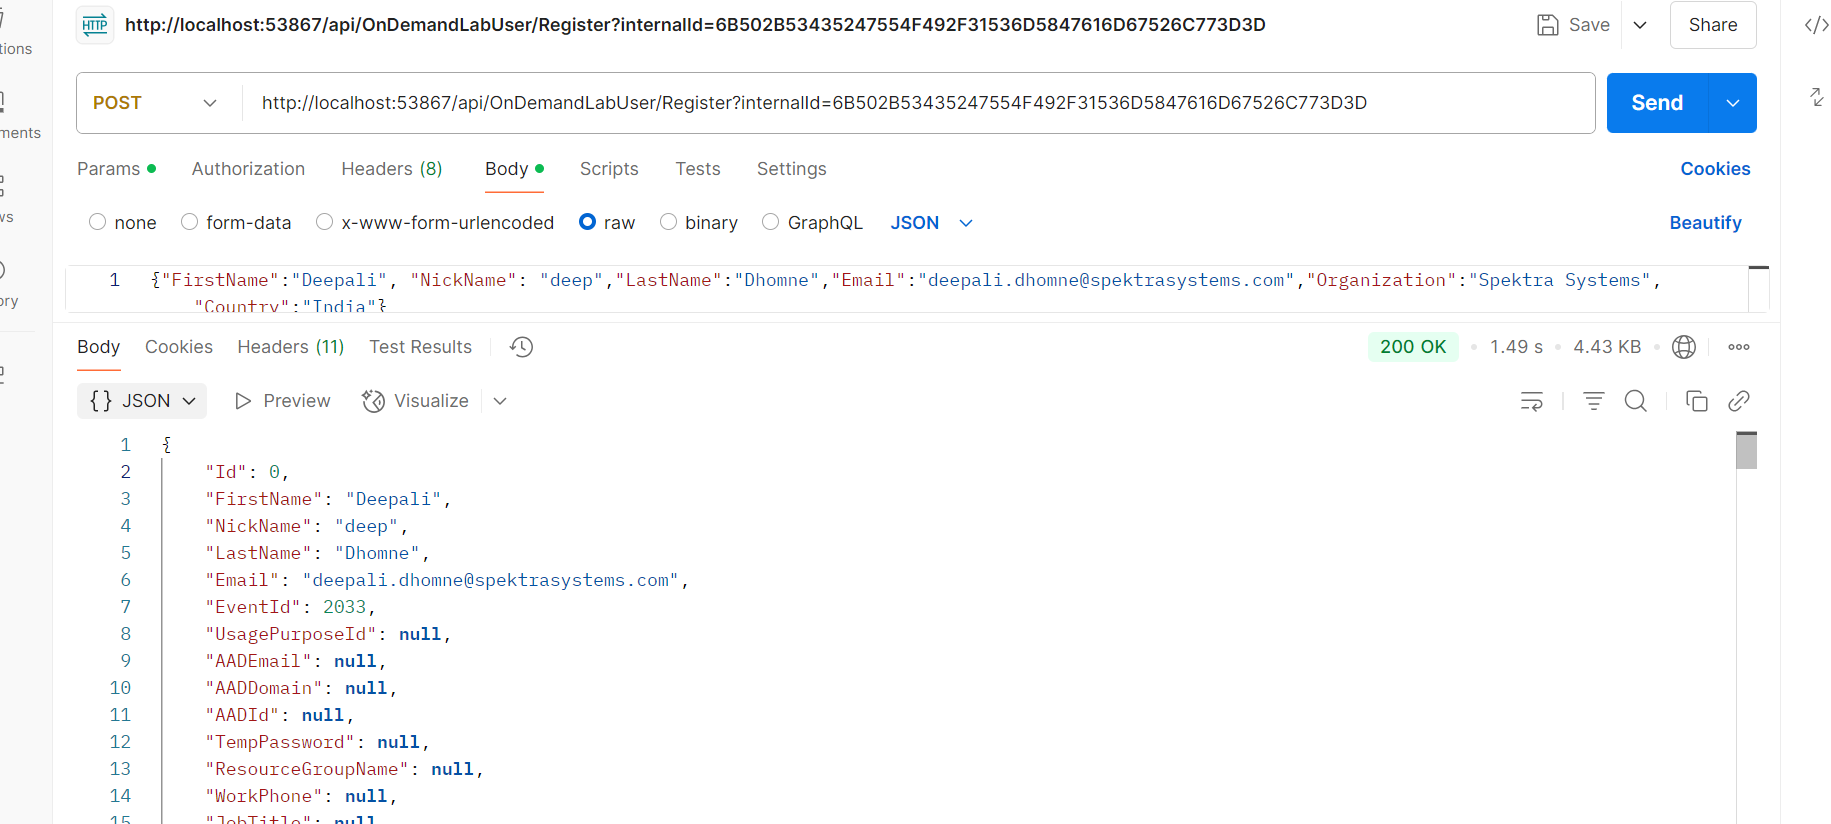 tions
HTTP http://localhost:53867/api/OnDemandLabUser/Register?internalId=6B502B53435247554F492F31536D5847616D67526C773D3D Save Share </>
POST http://localhost:53867/api/OnDemandLabUser/Register?internalId=6B502B53435247554F492F31536D5847616D67526C773D3D Send
ments
Params Authorization Headers (8) Body Scripts Tests Settings Cookies
ws
none form-data x-www-form-urlencoded raw binary GraphQL JSON Beautify
1 {"FirstName":"Deepali", "NickName": "deep","LastName":"Dhomne","Email":"deepali.dhomne@spektrasystems.com","Organization":"Spektra Systems",
ory
"Country":"India"}
Body Cookies Headers (11) Test Results 200 OK 1.49 s 4.43 KB
{} JSON Preview Visualize
1 {
2 "Id": 0,
3 "FirstName": "Deepali",
4 "NickName": "deep",
5 "LastName": "Dhomne",
6 "Email": "deepali.dhomne@spektrasystems.com",
7 "EventId": 2033,
8 "UsagePurposeId": null,
9 "AADEmail": null,
10 "AADDomain": null,
11 "AADId": null,
12 "TempPassword": null,
13 "ResourceGroupName": null,
14 "WorkPhone": null,
15 "JobTitle": null